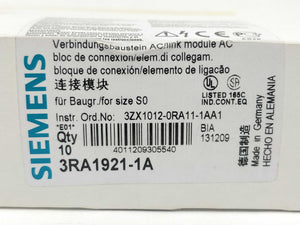 SIEMENS
Verbindungsbaustein AC/link module AC
bloc de connexion/elem.di collegam.
bloque de conexión/elemento de ligação
连接模块
für Baugr./for size S0
Instr. Ord.No.: 3ZX1012-0RA11-1AA1
"E01"
BIA
Qty
131209
10
4011209305540
3RA1921-1A
UL
LISTED 165C
IND.CONT.EQ
Made in Germany
HECHO EN ALEMANIA
德国制造